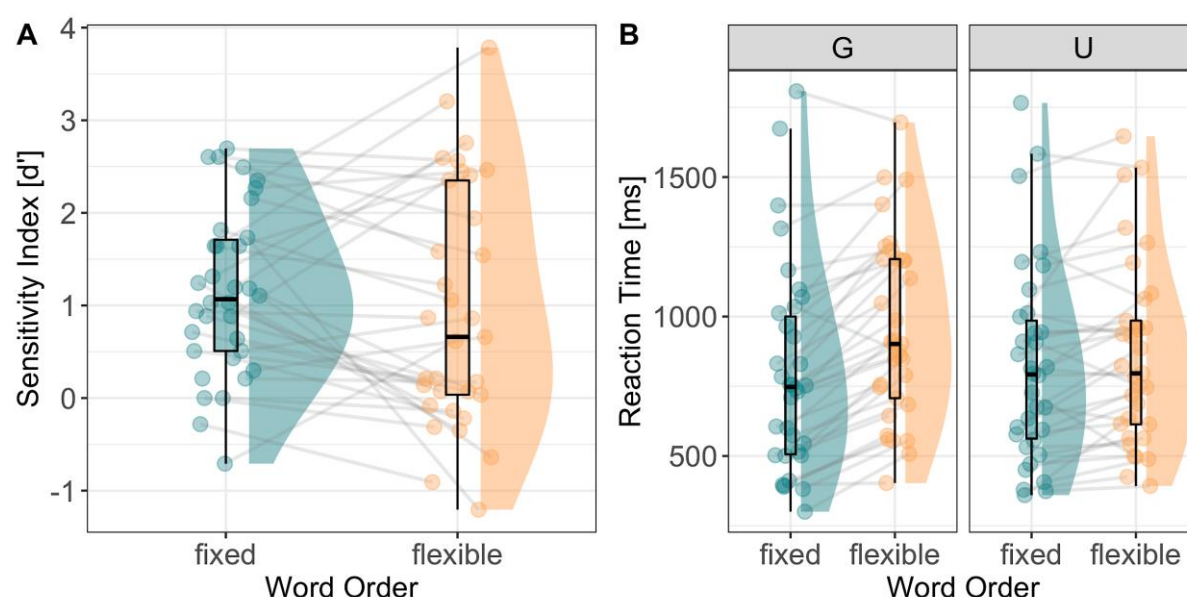 A
Sensitivity Index [d']
4
3
2
1
0
-1
fixed
flexible
Word Order
B
G
U
Reaction Time [ms]
1500
1000
500
fixed
flexible
fixed
flexible
Word Order